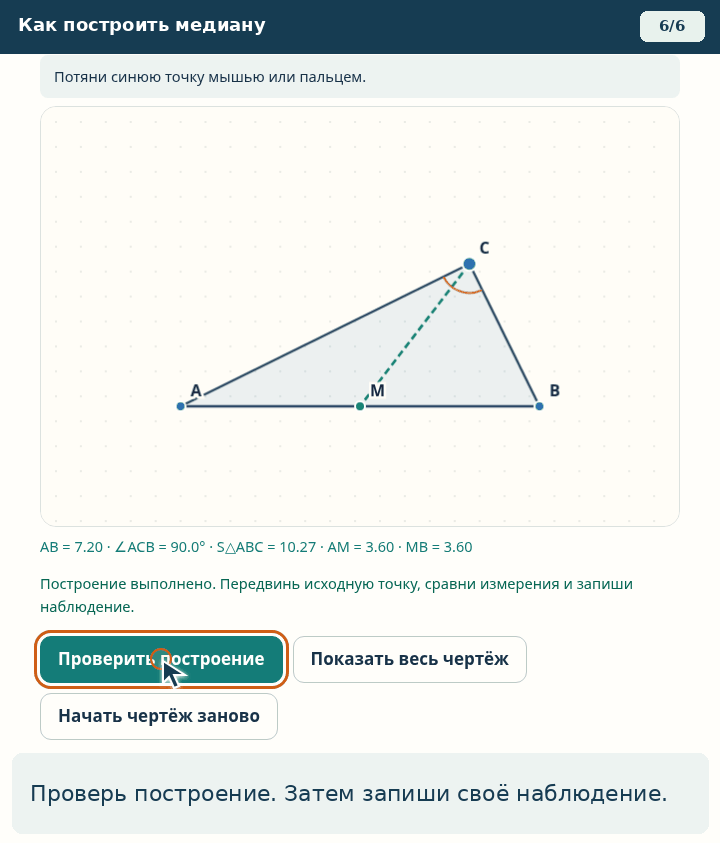 Как построить медиану
6/6
Потяни синюю точку мышью или пальцем.
C
A
M
B
AB = 7.20 · ∠ACB = 90.0° · S△ABC = 10.27 · AM = 3.60 · MB = 3.60
Построение выполнено. Передвинь исходную точку, сравни измерения и запиши
наблюдение.
Проверить построение
Показать весь чертёж
Начать чертёж заново
Проверь построение. Затем запиши своё наблюдение.